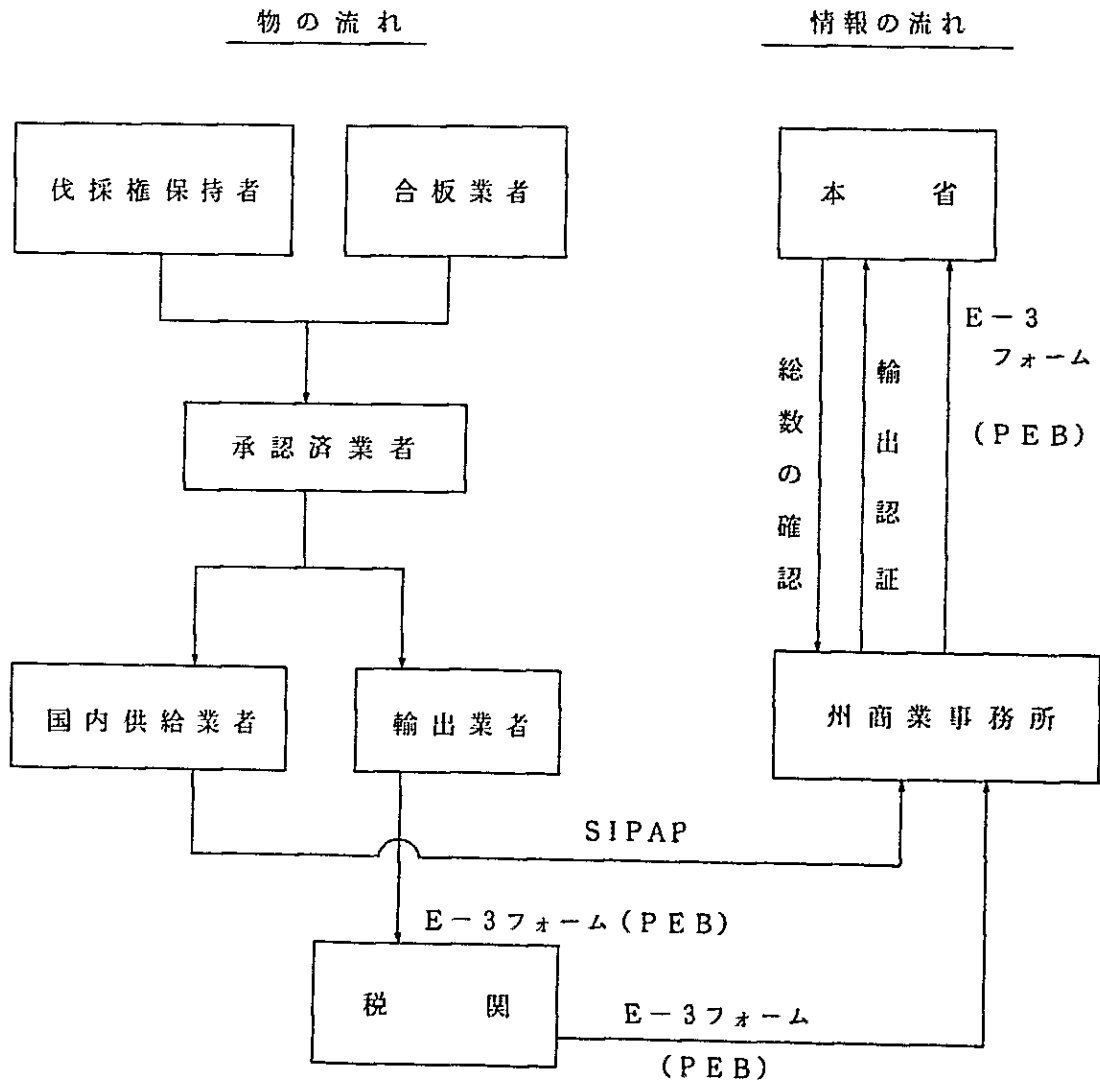 物の流れ
情報の流れ
伐採権保持者
合板業者
本省
E-3
フォーム
(PEB)
総数の確認
輸出認証
承認済業者
国内供給業者
輸出業者
州商業事務所
SIPAP
E-3フォーム(PEB)
税関
E-3フォーム
(PEB)